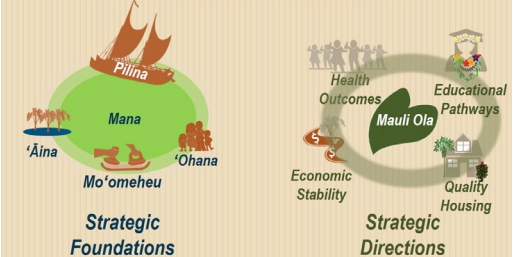 Pilina
Mana
ʻĀina
ʻOhana
Moʻomeheu
Strategic
Foundations
Health
Outcomes
Educational
Pathways
Mauli Ola
Economic
Stability
$
$
Quality
Housing
Strategic
Directions